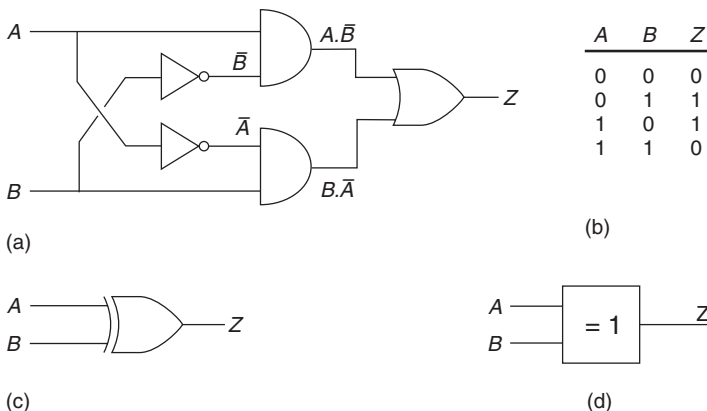 A
B̅
A.B̅
Z
A̅
B
B.A̅
(a)
A B Z
0 0 0
0 1 1
1 0 1
1 1 0
(b)
A
B
Z
(c)
A
B
= 1
Z
(d)